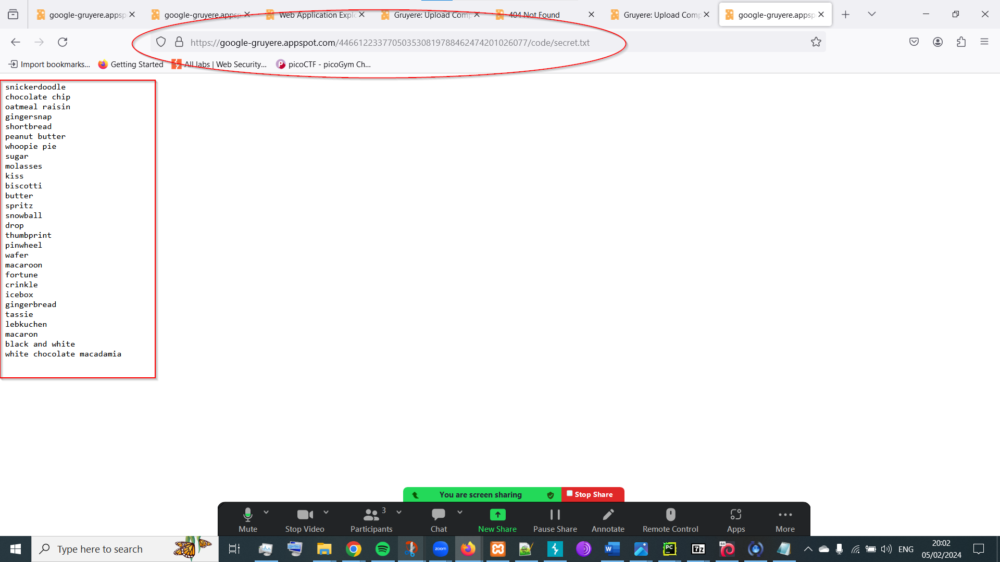 google-gruyere.appsp
google-gruyere.appsp
Web Application Explo
Gruyere: Upload Comp
404 Not Found
Gruyere: Upload Comp
google-gruyere.appsp
https://google-gruyere.appspot.com/446612233770503530819788462474201026077/code/secret.txt
Import bookmarks...
Getting Started
All labs | Web Security...
picoCTF - picoGym Ch...
snickerdoodle
chocolate chip
oatmeal raisin
gingersnap
shortbread
peanut butter
whoopie pie
sugar
molasses
kiss
biscotti
butter
spritz
snowball
drop
thumbprint
pinwheel
wafer
macaroon
fortune
crinkle
icebox
gingerbread
tassie
lebkuchen
macaron
black and white
white chocolate macadamia
You are screen sharing
Stop Share
3
Mute
Stop Video
Participants
Chat
New Share
Pause Share
Annotate
Remote Control
Apps
More
Type here to search
zoom
PC
7z
64
ENG
20:02
05/02/2024